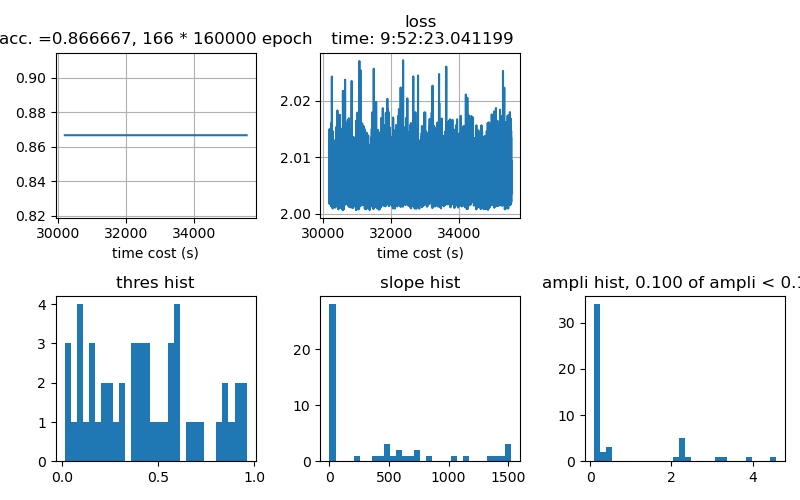 acc. =0.866667, 166 * 160000 epoch
loss
time: 9:52:23.041199
0.90
0.88
0.86
0.84
0.82
30000 32000 34000
time cost (s)
2.02
2.01
2.00
30000 32000 34000
time cost (s)
thres hist
4
3
2
1
0
0.0 0.5 1.0
slope hist
20
10
0
0 500 1000 1500
ampli hist, 0.100 of ampli < 0.1
30
20
10
0
0 2 4